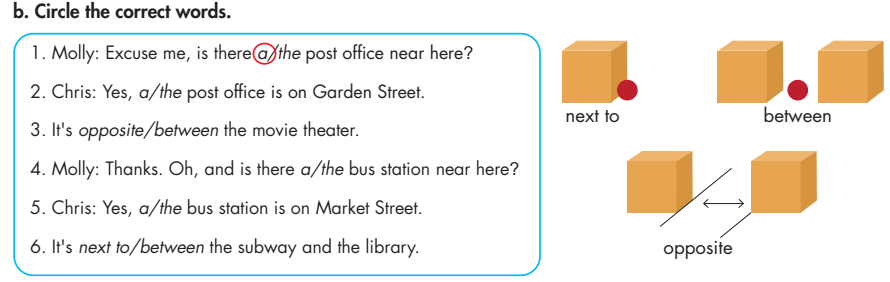 b. Circle the correct words.
1. Molly: Excuse me, is there a/the post office near here?
2. Chris: Yes, a/the post office is on Garden Street.
3. It's opposite/between the movie theater.
4. Molly: Thanks. Oh, and is there a/the bus station near here?
5. Chris: Yes, a/the bus station is on Market Street.
6. It's next to/between the subway and the library.
next to
between
opposite